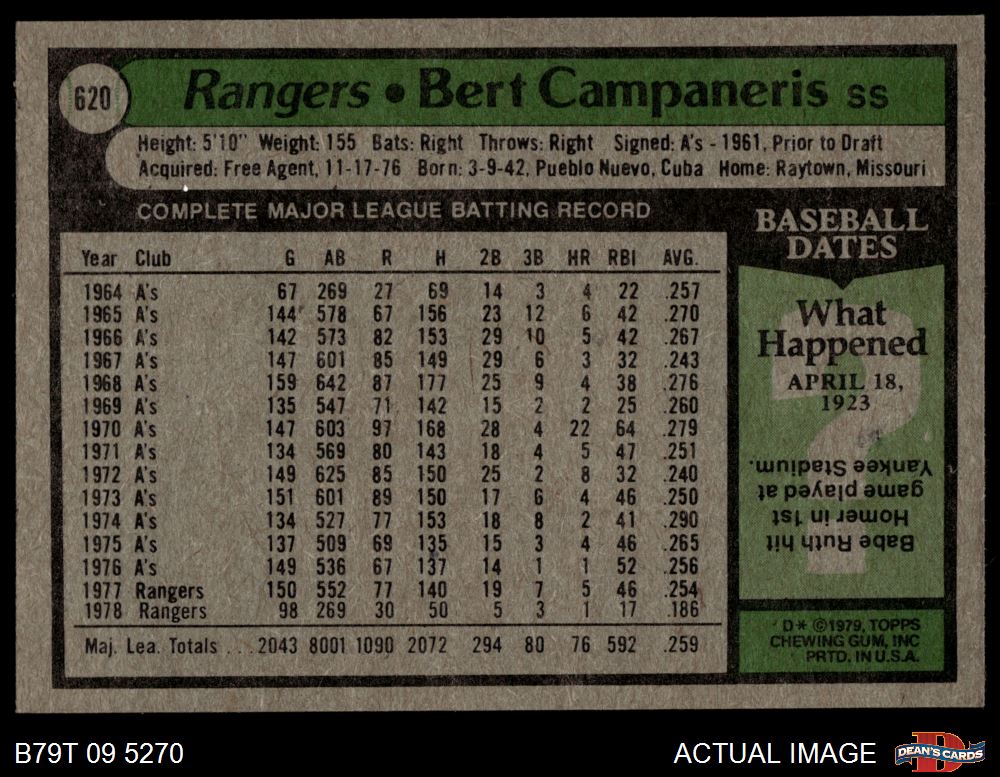 620
Rangers • Bert Campaneris SS
Height: 5'10" Weight: 155 Bats: Right Throws: Right Signed: A's - 1961, Prior to Draft
Acquired: Free Agent, 11-17-76 Born: 3-9-42, Pueblo Nuevo, Cuba Home: Raytown, Missouri
COMPLETE MAJOR LEAGUE BATTING RECORD
Year Club G AB R H 2B 3B HR RBI AVG.
1964 A's 67 269 27 69 14 3 4 22 .257
1965 A's 144 578 67 156 23 12 6 42 .270
1966 A's 142 573 82 153 29 10 5 42 .267
1967 A's 147 601 85 149 29 6 3 32 .243
1968 A's 159 642 87 177 25 9 4 38 .276
1969 A's 135 547 71 142 15 2 2 25 .260
1970 A's 147 603 97 168 28 4 22 64 .279
1971 A's 134 569 80 143 18 4 5 47 .251
1972 A's 149 625 85 150 25 2 8 32 .240
1973 A's 151 601 89 150 17 6 4 46 .250
1974 A's 134 527 77 153 18 8 2 41 .290
1975 A's 137 509 69 135 15 3 4 46 .265
1976 A's 149 536 67 137 14 1 1 52 .256
1977 Rangers 150 552 77 140 19 7 5 46 .254
1978 Rangers 98 269 30 50 5 3 1 17 .186
Maj. Lea. Totals . . . 2043 8001 1090 2072 294 80 76 592 .259
BASEBALL
DATES
What
Happened
APRIL 18,
1923
Babe Ruth hit
Homer in 1st
game played at
Yankee Stadium.
D* ©1979, TOPPS
CHEWING GUM, INC
PRTD. IN U.S.A.
B79T 09 5270
ACTUAL IMAGE
D
DEAN'S CARDS